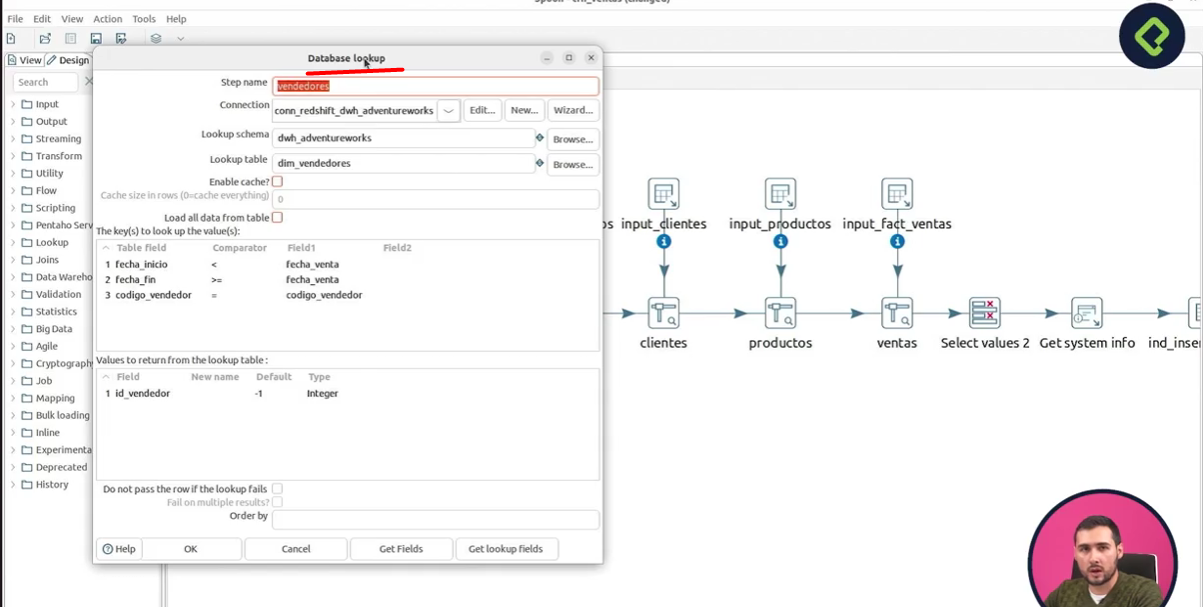 File Edit View Action Tools Help
View Design
Search
Input
Output
Streaming
Transform
Utility
Flow
Scripting
Pentaho Serv
Lookup
Joins
Data Wareho
Validation
Statistics
Big Data
Agile
Cryptography
Job
Mapping
Bulk loading
Inline
Experimenta
Deprecated
History
Database lookup
Step name vendedores
Connection conn_redshift_dwh_adventureworks Edit... New... Wizard...
Lookup schema dwh_adventureworks Browse...
Lookup table dim_vendedores Browse...
Enable cache?
Cache size in rows (0=cache everything) 0
Load all data from table
The key(s) to look up the value(s):
Table field Comparator Field1 Field2
1 fecha_inicio < fecha_venta
2 fecha_fin >= fecha_venta
3 codigo_vendedor = codigo_vendedor
Values to return from the lookup table :
Field New name Default Type
1 id_vendedor -1 Integer
Do not pass the row if the lookup fails
Fail on multiple results?
Order by
Help OK Cancel Get Fields Get lookup fields
os input_clientes input_productos input_fact_ventas
clientes productos ventas Select values 2 Get system info ind_inser